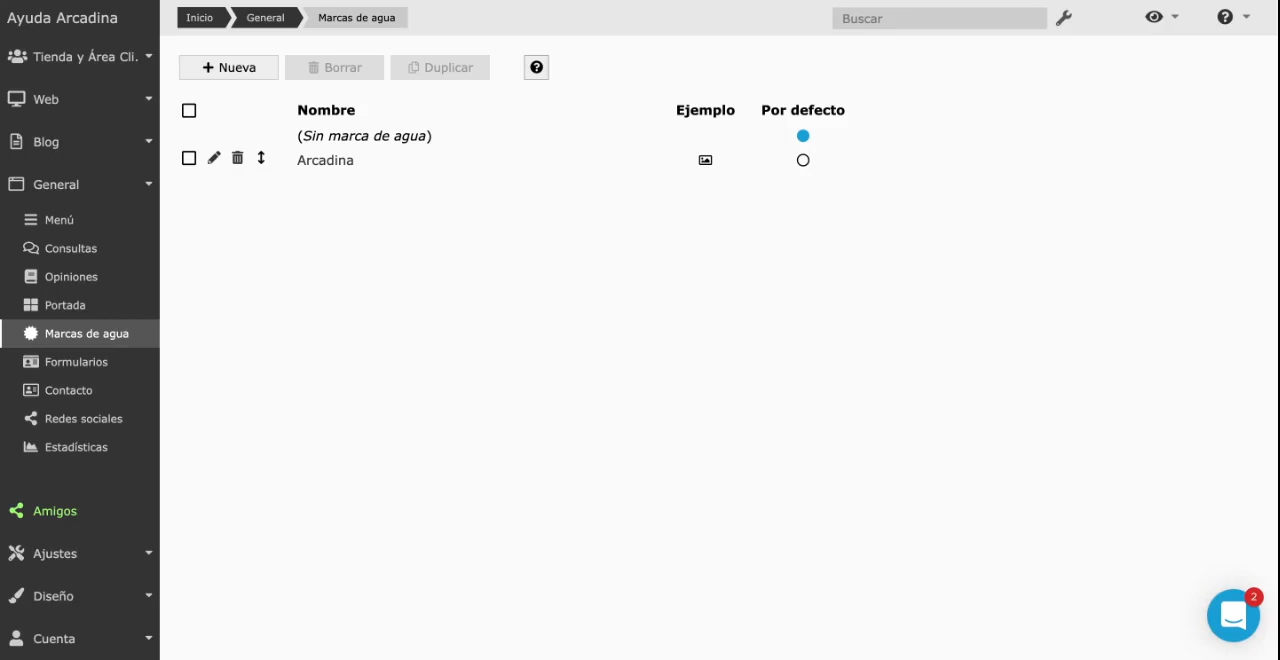 Ayuda Arcadina
Tienda y Área Cli.
Web
Blog
General
Menú
Consultas
Opiniones
Portada
Marcas de agua
Formularios
Contacto
Redes sociales
Estadísticas
Amigos
Ajustes
Diseño
Cuenta
Inicio General Marcas de agua
Buscar
Nueva Borrar Duplicar
Nombre Ejemplo Por defecto
(Sin marca de agua)
Arcadina
2